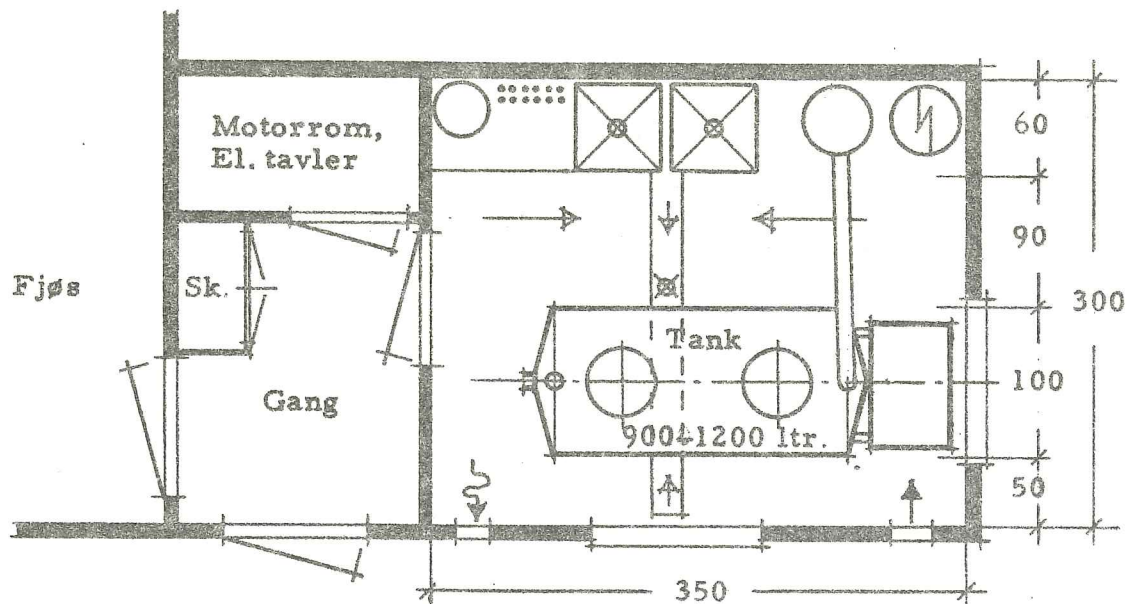 Motorrom,
El. tavler
Fjøs
Sk.
Gang
Tank
900-1200 ltr.
60
90
300
100
50
350